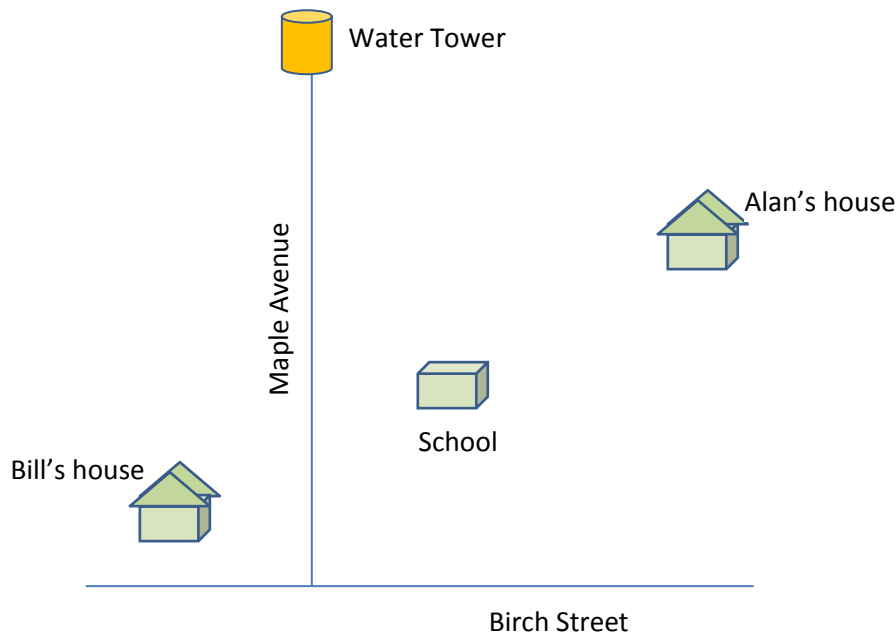 Water Tower
Alan’s house
Maple Avenue
School
Bill’s house
Birch Street